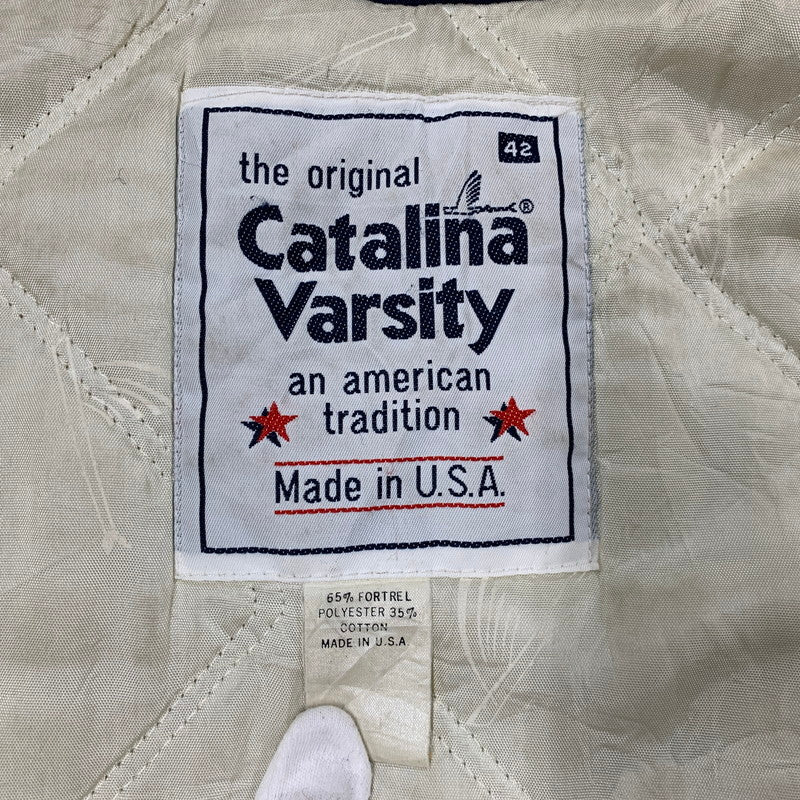 42
the original
Catalina®
Varsity
an american
tradition
Made in U.S.A.
65% FORTREL
POLYESTER 35%
COTTON
MADE IN U.S.A.